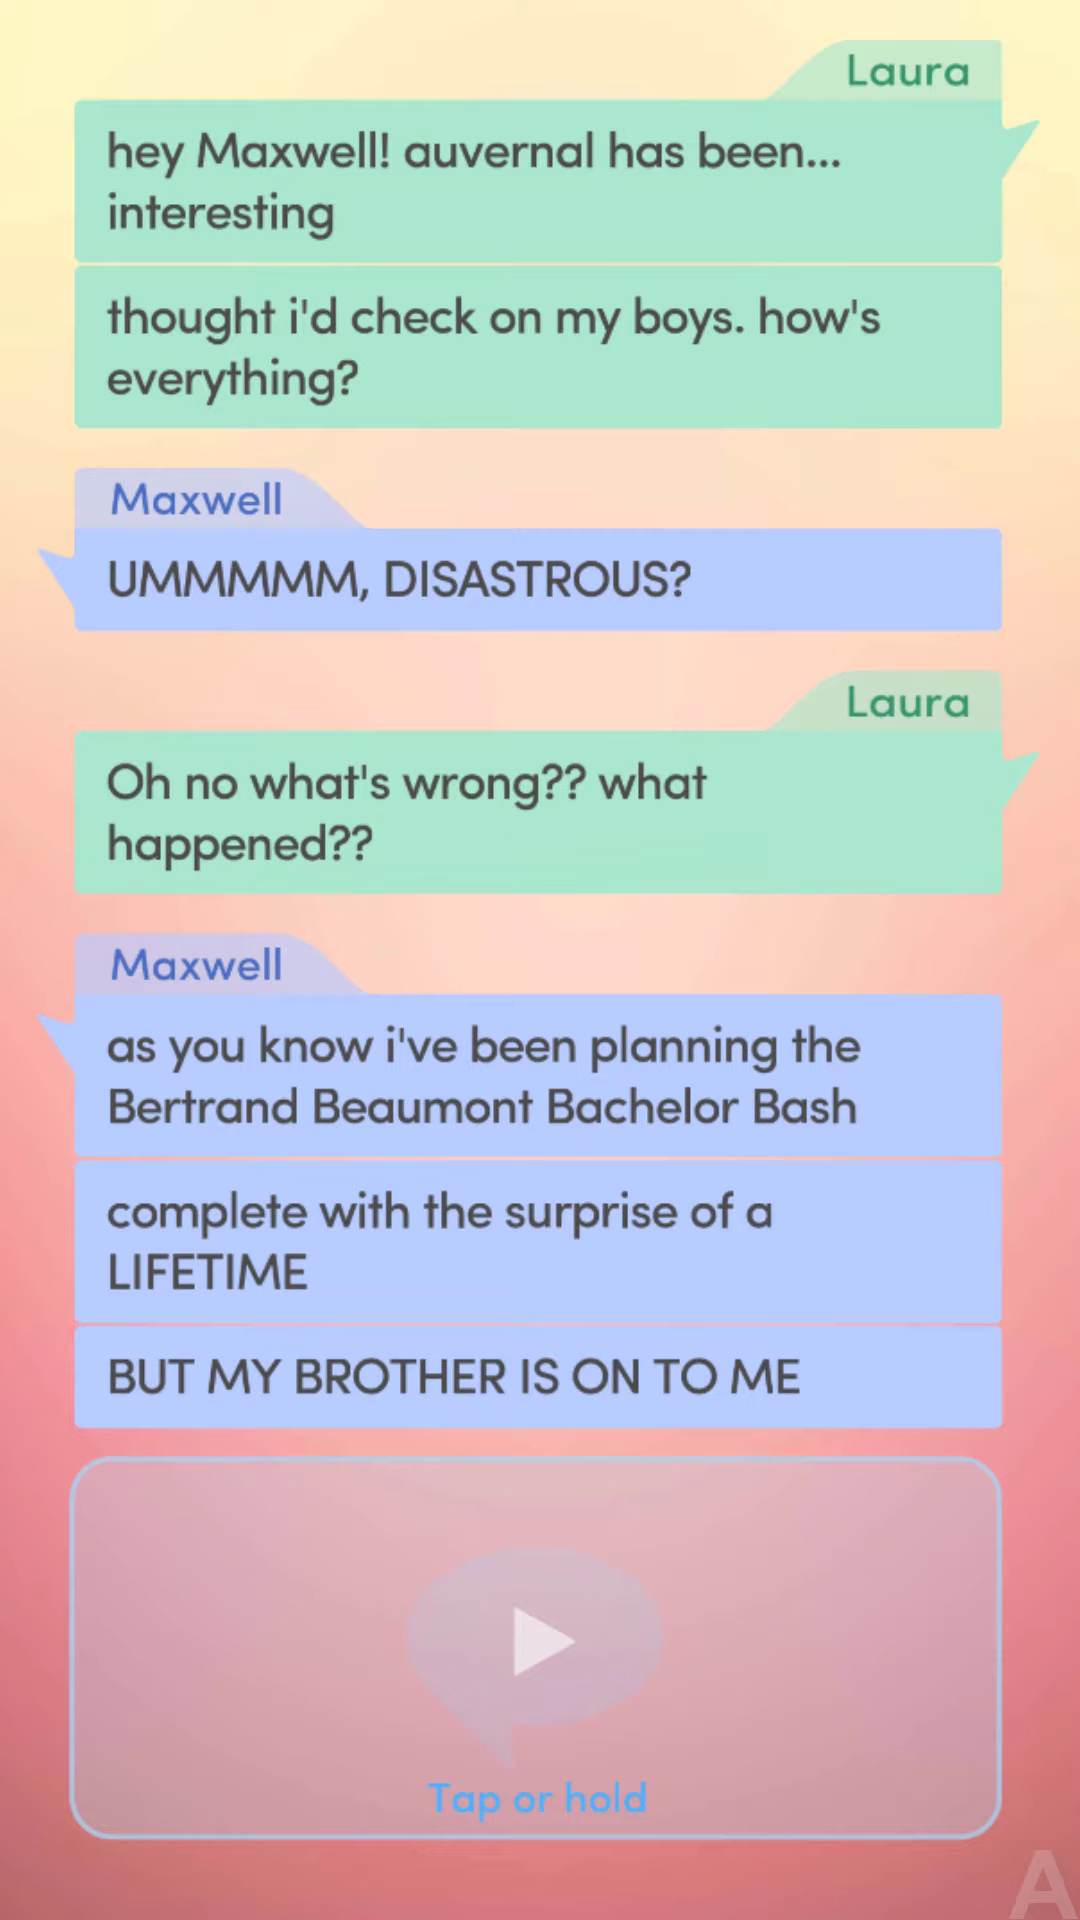 Laura
hey Maxwell! auvernal has been...
interesting
thought i'd check on my boys. how's
everything?
Maxwell
UMMMMM, DISASTROUS?
Laura
Oh no what's wrong?? what
happened??
Maxwell
as you know i've been planning the
Bertrand Beaumont Bachelor Bash
complete with the surprise of a
LIFETIME
BUT MY BROTHER IS ON TO ME
Tap or hold
A